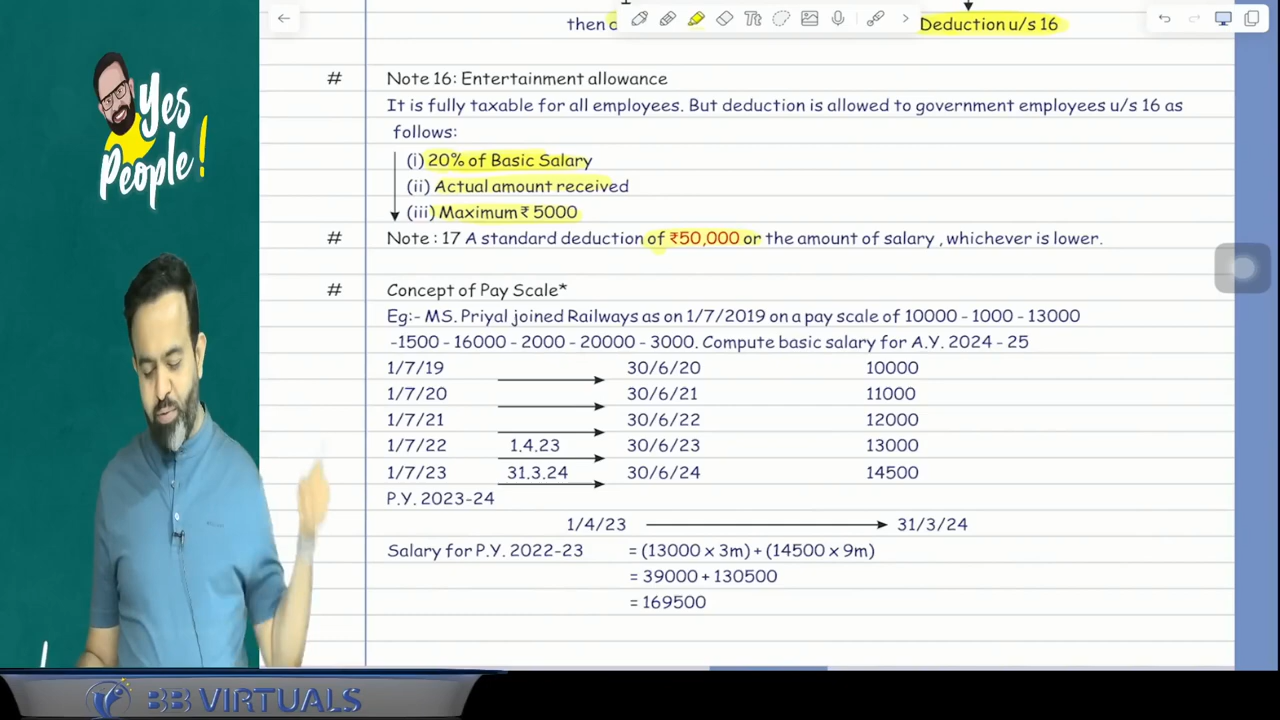 then
Deduction u/s 16
Yes
People!
# Note 16: Entertainment allowance
It is fully taxable for all employees. But deduction is allowed to government employees u/s 16 as
follows:
(i) 20% of Basic Salary
(ii) Actual amount received
(iii) Maximum ₹ 5000
# Note : 17 A standard deduction of ₹50,000 or the amount of salary , whichever is lower.
# Concept of Pay Scale*
Eg:- MS. Priyal joined Railways as on 1/7/2019 on a pay scale of 10000 - 1000 - 13000
-1500 - 16000 - 2000 - 20000 - 3000. Compute basic salary for A.Y. 2024 - 25
1/7/19 30/6/20 10000
1/7/20 30/6/21 11000
1/7/21 30/6/22 12000
1/7/22 1.4.23 30/6/23 13000
1/7/23 31.3.24 30/6/24 14500
P.Y. 2023-24
1/4/23 31/3/24
Salary for P.Y. 2022-23 = (13000 x 3m) + (14500 x 9m)
= 39000 + 130500
= 169500
BB VIRTUALS